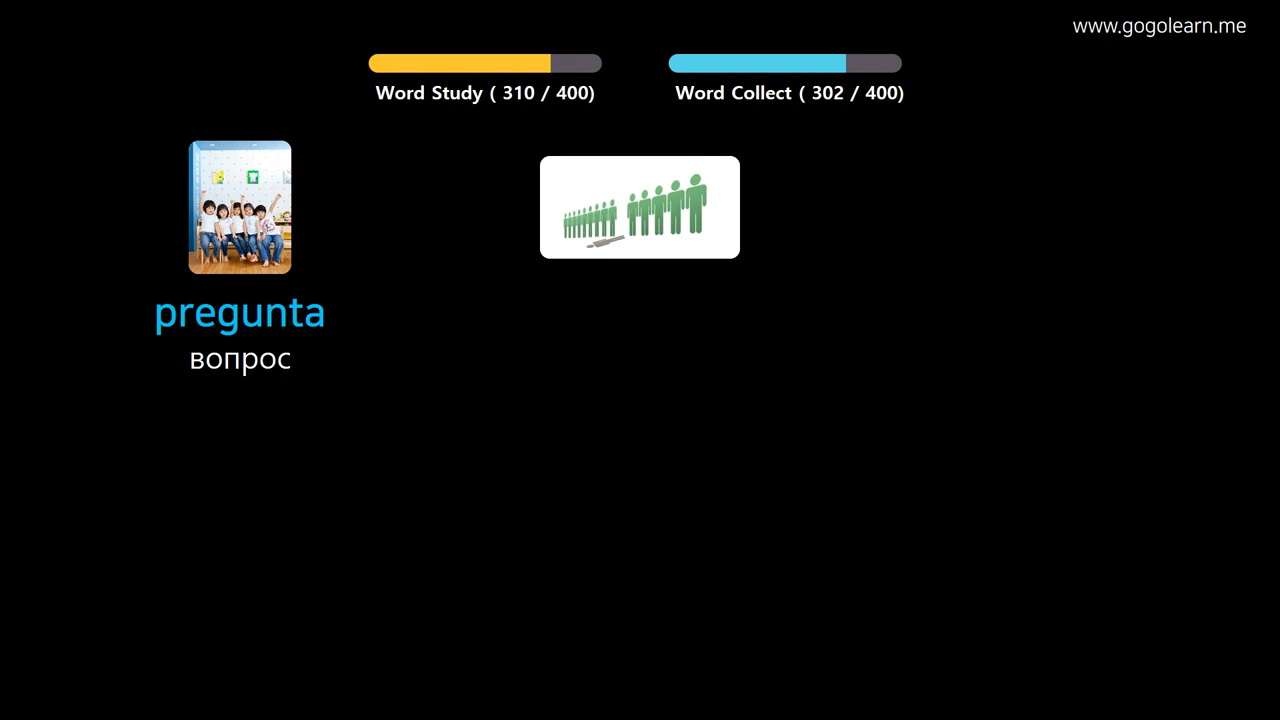 www.gogolearn.me
Word Study ( 310 / 400)
Word Collect ( 302 / 400)
pregunta
вопрос